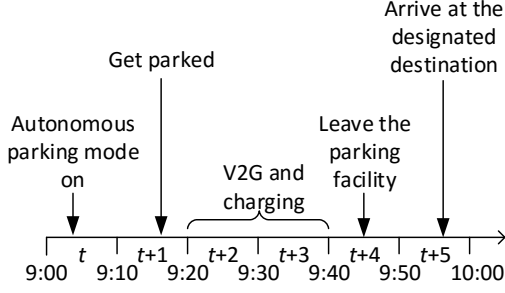 Arrive at the
designated
destination
Get parked
Autonomous
parking mode
on
Leave the
parking
facility
V2G and
charging
t
t+1
t+2
t+3
t+4
t+5
9:00
9:10
9:20
9:30
9:40
9:50
10:00